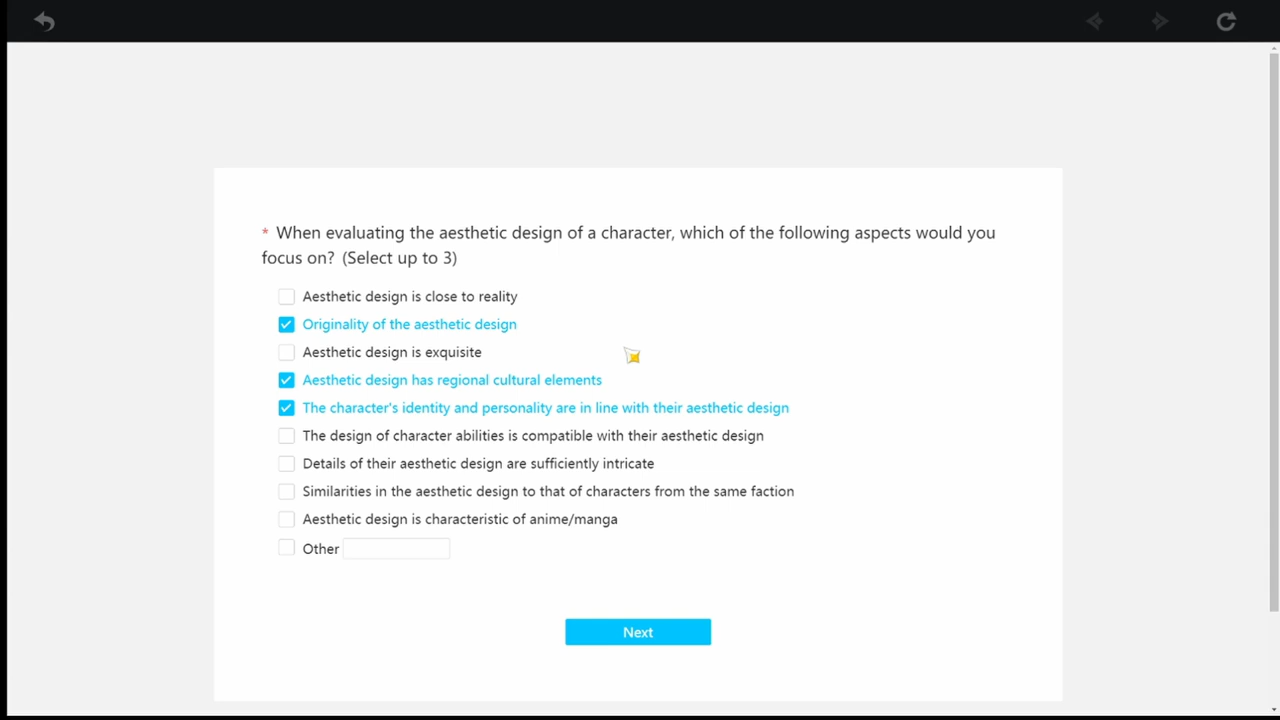 * When evaluating the aesthetic design of a character, which of the following aspects would you
focus on? (Select up to 3)
Aesthetic design is close to reality
Originality of the aesthetic design
Aesthetic design is exquisite
Aesthetic design has regional cultural elements
The character's identity and personality are in line with their aesthetic design
The design of character abilities is compatible with their aesthetic design
Details of their aesthetic design are sufficiently intricate
Similarities in the aesthetic design to that of characters from the same faction
Aesthetic design is characteristic of anime/manga
Other
Next